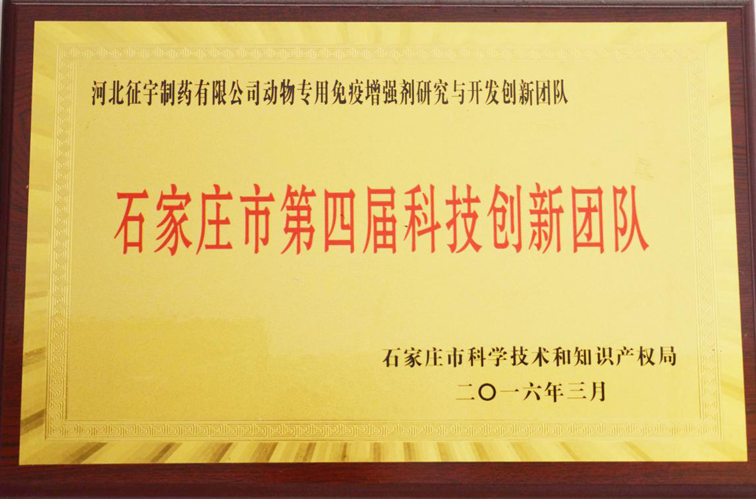 河北征宇制药有限公司动物专用免疫增强剂研究与开发创新团队
石家庄市第四届科技创新团队
石家庄市科学技术和知识产权局
二〇一六年三月